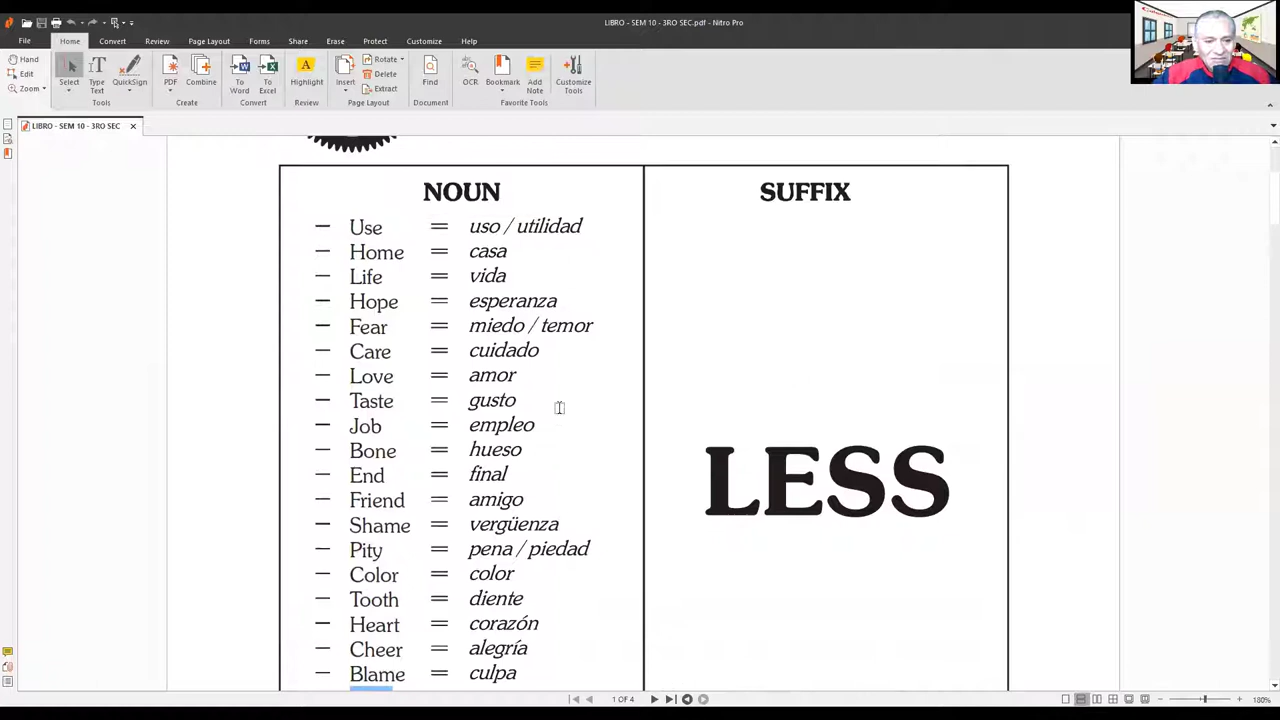 LIBRO - SEM 10 - 3RO SEC.pdf - Nitro Pro
File Home Convert Review Page Layout Forms Share Erase Protect Customize Help
Hand
Edit
Zoom
Select
Type Text
QuickSign
PDF
Combine
To Word
To Excel
Highlight
Insert
Rotate
Delete
Extract
Find
OCR
Bookmark
Add Note
Customize Tools
Tools Create Convert Review Page Layout Document Favorite Tools
LIBRO - SEM 10 - 3RO SEC
NOUN SUFFIX
— Use = uso / utilidad
— Home = casa
— Life = vida
— Hope = esperanza
— Fear = miedo / temor
— Care = cuidado
— Love = amor
— Taste = gusto
— Job = empleo
— Bone = hueso
— End = final
— Friend = amigo
— Shame = vergüenza
— Pity = pena / piedad
— Color = color
— Tooth = diente
— Heart = corazón
— Cheer = alegría
— Blame = culpa
LESS
1 OF 4
180%